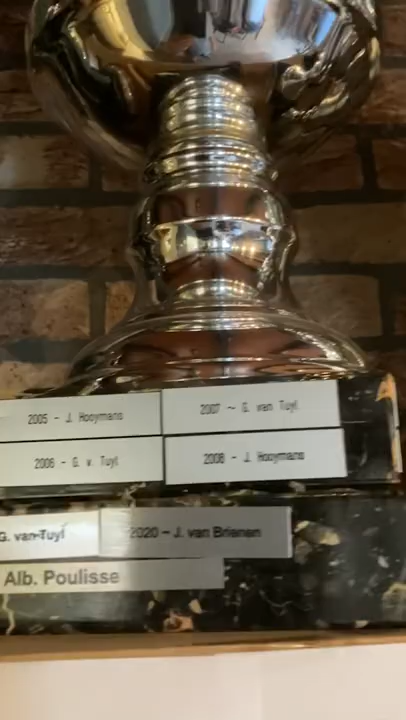 2005 - J. Hooymans
2007 ~ G. van Tuyl
2006 - G. v. Tuyl
2008 - J. Hooymans
G. van Tuyl
2020 - J. van Brienen
Alb. Poulisse